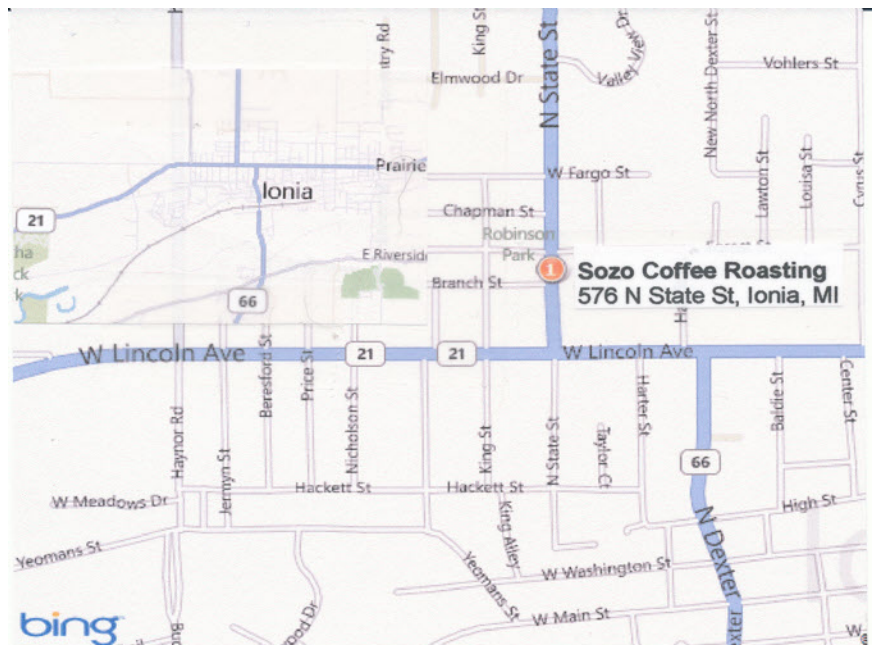 King St
N State St
Valley View Dr
New North Dexter St
Vohlers St
Elmwood Dr
Prairie
W Fargo St
Lawton St
Louisa St
Cyrus St
Ionia
21
Chapman St
Robinson
Park
E Riverside
1
Sozo Coffee Roasting
576 N State St, Ionia, MI
66
Branch St
W Lincoln Ave
21
21
W Lincoln Ave
Haynor Rd
Jermyn St
Beresford St
Price St
Nicholson St
King St
N State St
Taylor Ct
Harter St
Baldie St
Center St
66
W Meadows Dr
Hackett St
Hackett St
King Alley
High St
N Dexter
Yeomans St
Yeomans St
W Washington St
W Main St
bing